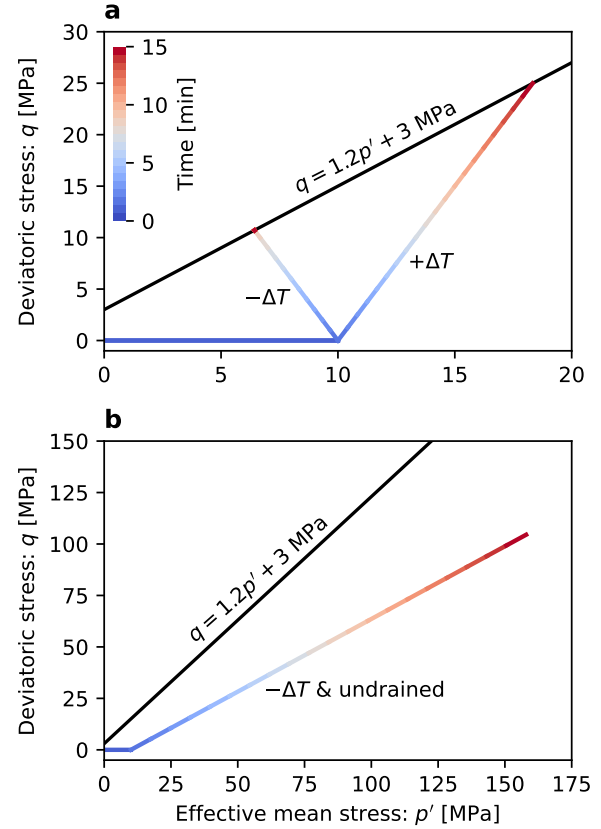 a
30
25
20
15
10
5
0
Deviatoric stress: q [MPa]
15
10
5
0
Time [min]
q = 1.2p′ + 3 MPa
−ΔT
+ΔT
0
5
10
15
20
b
150
125
100
75
50
25
0
Deviatoric stress: q [MPa]
q = 1.2p′ + 3 MPa
−ΔT & undrained
0
25
50
75
100
125
150
175
Effective mean stress: p′ [MPa]